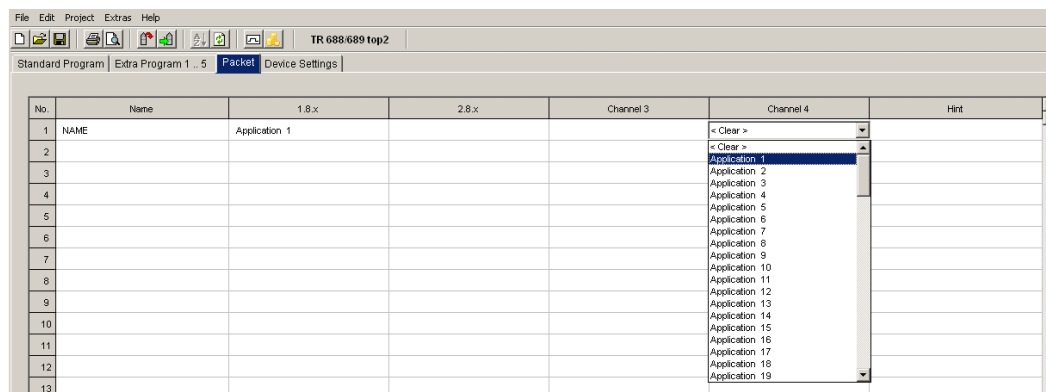 File Edit Project Extras Help
TR 688/689 top2
Standard Program Extra Program 1 .. 5 Packet Device Settings
No. Name 1.8.x 2.8.x Channel 3 Channel 4 Hint
1 NAME Application 1 < Clear >
2 < Clear >
Application 1
Application 2
3 Application 3
Application 4
4 Application 5
5 Application 6
Application 7
6 Application 8
7 Application 9
Application 10
8 Application 11
Application 12
9 Application 13
10 Application 14
Application 15
11 Application 16
Application 17
12 Application 18
13 Application 19